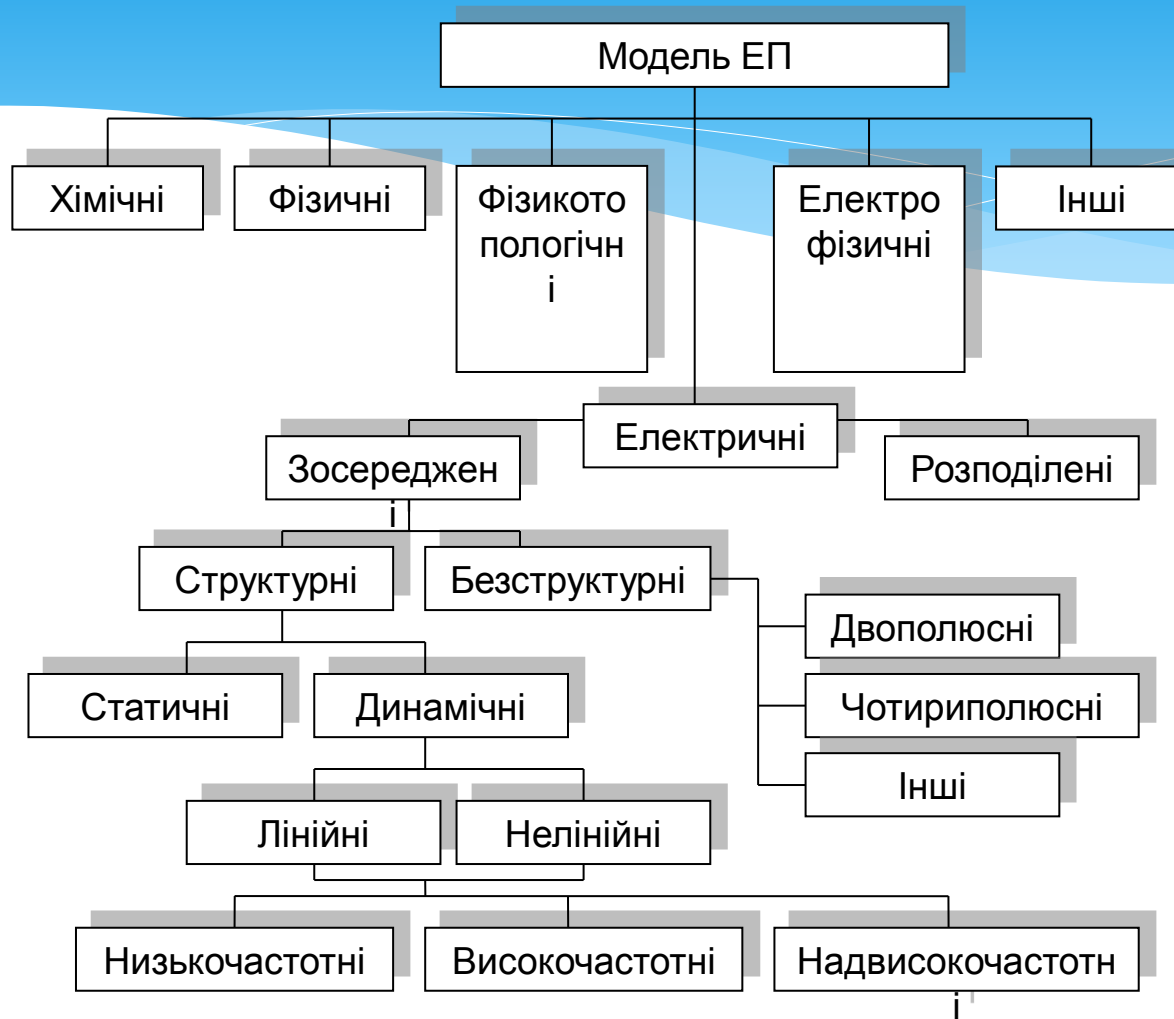 Модель ЕП
Хімічні
Фізичні
Фізикото
пологічн
і
Електро
фізичні
Інші
Електричні
Зосереджен
і
Розподілені
Структурні
Безструктурні
Двополюсні
Чотириполюсні
Інші
Статичні
Динамічні
Лінійні
Нелінійні
Низькочастотні
Високочастотні
Надвисокочастотн
і